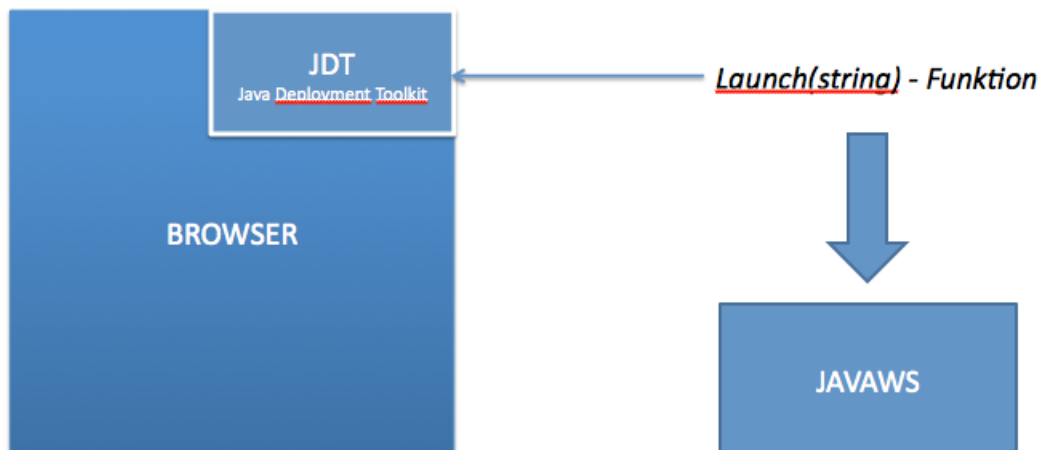 JDT
Java Deployment Toolkit
Launch(string) - Funktion
BROWSER
JAVAWS